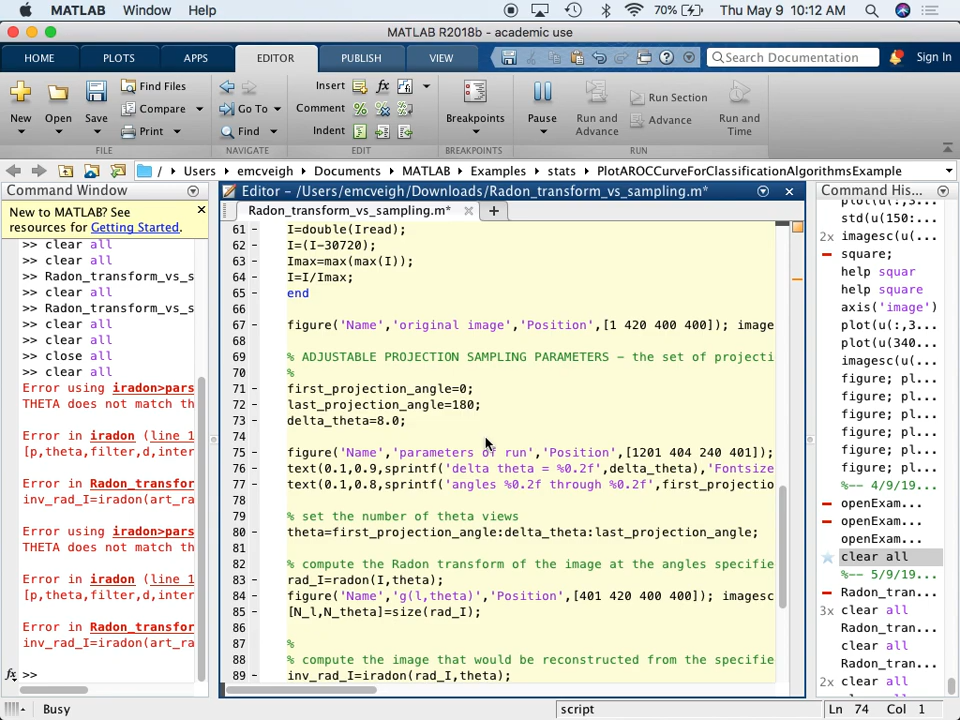 MATLAB Window Help 70% Thu May 9 10:12 AM
MATLAB R2018b - academic use
HOME PLOTS APPS EDITOR PUBLISH VIEW Search Documentation Sign In
New Open Save Find Files Compare Print Go To Find Insert Comment Indent Breakpoints Pause Run and Advance Run Section Advance Run and Time
FILE NAVIGATE EDIT BREAKPOINTS RUN
/ Users emcveigh Documents MATLAB Examples stats PlotAROCCurveForClassificationAlgorithmsExample
Command Window
New to MATLAB? See resources for Getting Started.
>> clear all
>> clear all
>> Radon_transform_vs_s
>> clear all
>> Radon_transform_vs_s
>> clear all
>> clear all
>> close all
>> clear all
Error using iradon>pars
THETA does not match th
Error in iradon (line 1
[p,theta,filter,d,inter
Error in Radon_transfor
inv_rad_I=iradon(art_ra
Error using iradon>pars
THETA does not match th
Error in iradon (line 1
[p,theta,filter,d,inter
Error in Radon_transfor
inv_rad_I=iradon(art_ra
fx >>
Editor - /Users/emcveigh/Downloads/Radon_transform_vs_sampling.m*
Radon_transform_vs_sampling.m* +
61 - I=double(Iread);
62 - I=(I-30720);
63 - Imax=max(max(I));
64 - I=I/Imax;
65 - end
66
67 - figure('Name','original image','Position',[1 420 400 400]); image
68
69 % ADJUSTABLE PROJECTION SAMPLING PARAMETERS - the set of projecti
70 %
71 - first_projection_angle=0;
72 - last_projection_angle=180;
73 - delta_theta=8.0;
74
75 - figure('Name','parameters of run','Position',[1201 404 240 401]);
76 - text(0.1,0.9,sprintf('delta theta = %0.2f',delta_theta),'Fontsize
77 - text(0.1,0.8,sprintf('angles %0.2f through %0.2f',first_projectio
78
79 % set the number of theta views
80 - theta=first_projection_angle:delta_theta:last_projection_angle;
81
82 % compute the Radon transform of the image at the angles specifie
83 - rad_I=radon(I,theta);
84 - figure('Name','g(l,theta)','Position',[401 420 400 400]); imagesc
85 - [N_l,N_theta]=size(rad_I);
86
87 %
88 % compute the image that would be reconstructed from the specifie
89 - inv_rad_I=iradon(rad_I,theta);
Command His...
plot(u(:,3...
std(u(150:
2x imagesc(u(...
square;
help squar
help square
axis('image')
plot(u(:,3...
plot(u(340...
imagesc(u(...
figure; pl...
figure; pl...
figure; pl...
figure; pl...
figure; pl...
figure; pl...
%-- 4/9/19...
openExam...
openExam...
openExam...
clear all
%-- 5/9/19...
Radon_tra...
3x clear all
Radon_tran...
clear all
Radon_tran...
2x clear all
Busy script Ln 74 Col 1